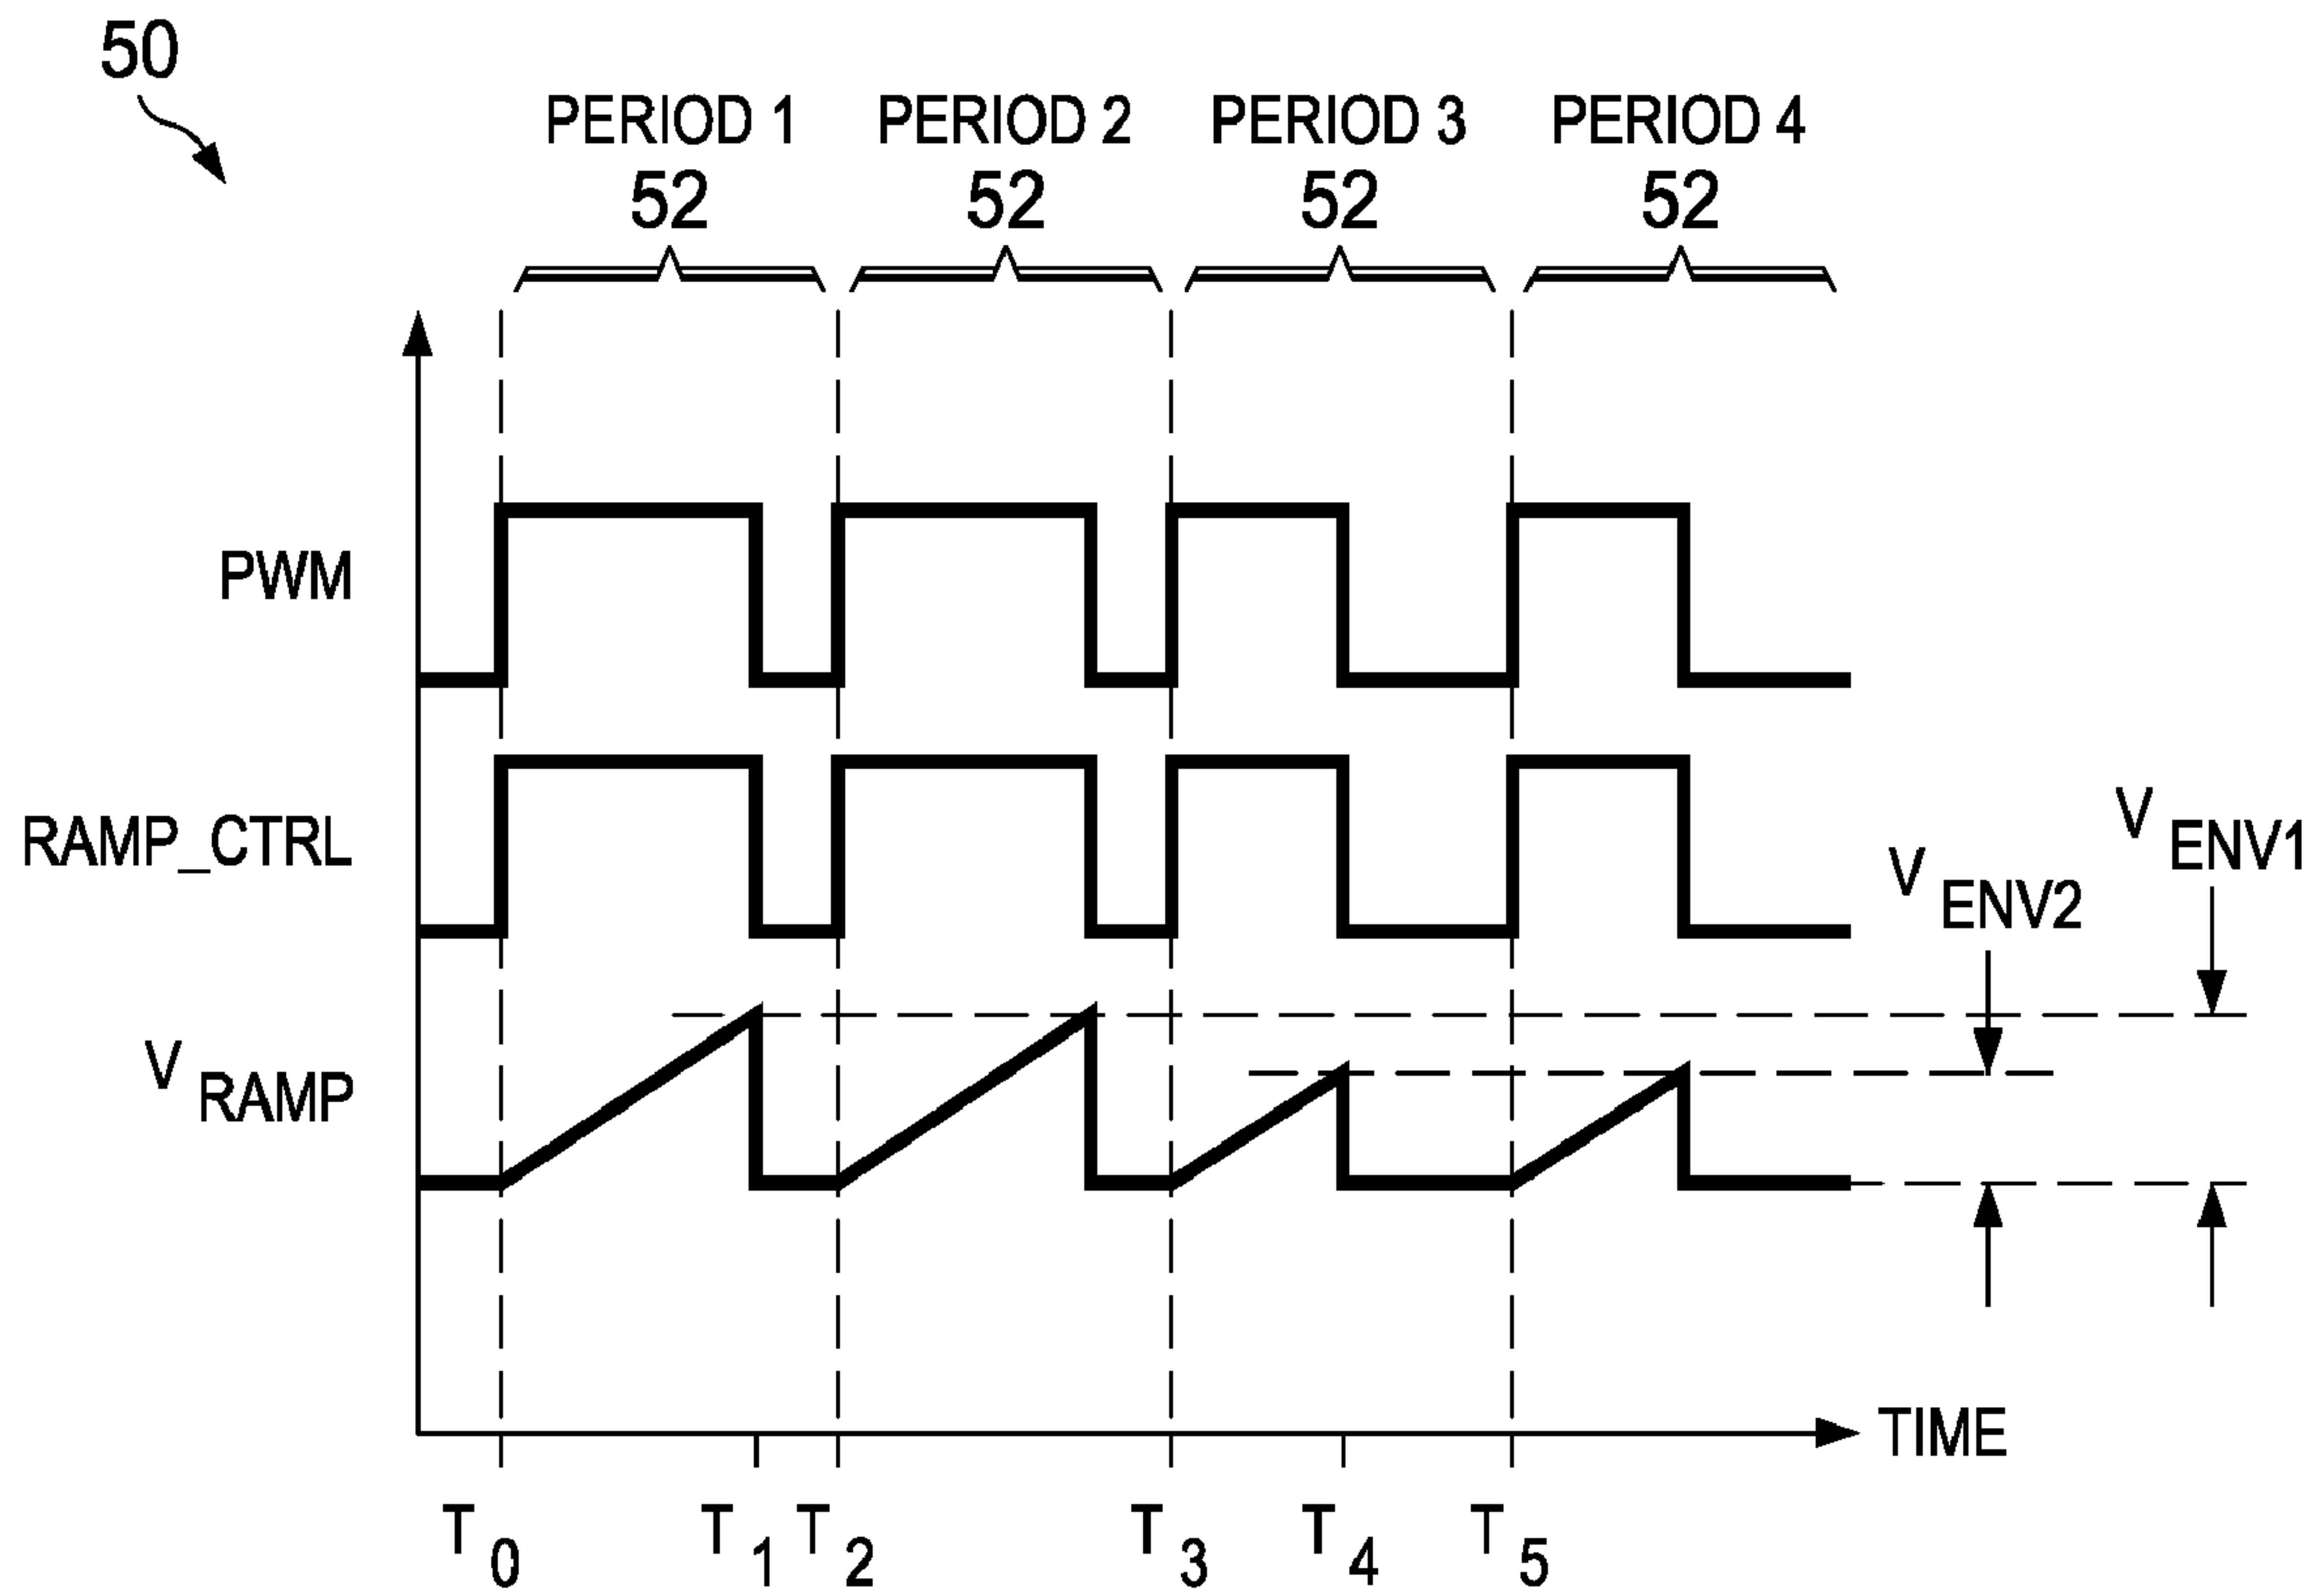 50
PERIOD 1 PERIOD 2 PERIOD 3 PERIOD 4
52 52 52 52
PWM
RAMP_CTRL
V ENV2
V ENV1
V RAMP
TIME
T 0 T 1 T 2 T 3 T 4 T 5